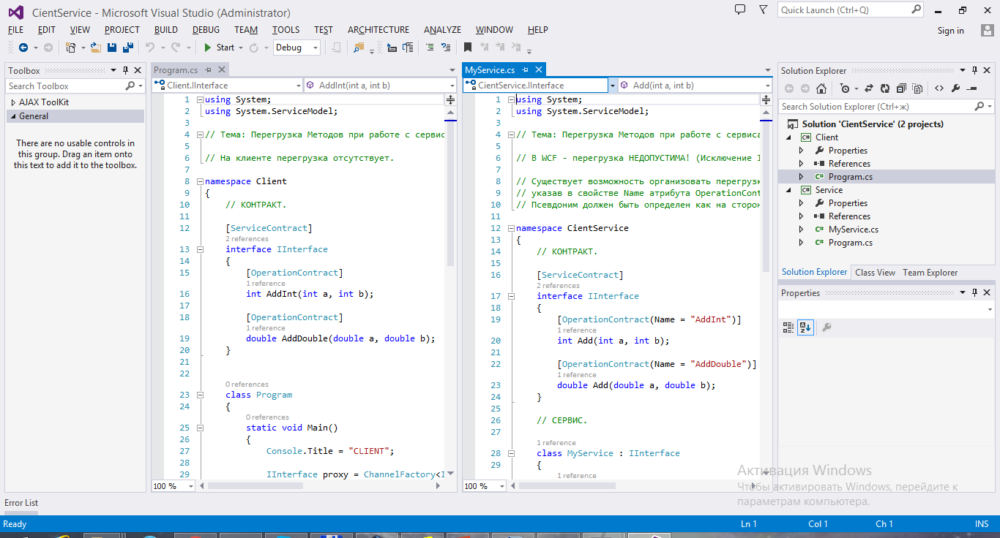 CientService - Microsoft Visual Studio (Administrator)
Quick Launch (Ctrl+Q)
FILE EDIT VIEW PROJECT BUILD DEBUG TEAM TOOLS TEST ARCHITECTURE ANALYZE WINDOW HELP
Sign in
Start
Debug
Toolbox
Search Toolbox
AJAX ToolKit
General
There are no usable controls in
this group. Drag an item onto
this text to add it to the toolbox.
Program.cs
Client.IInterface
AddInt(int a, int b)
1 using System;
2 using System.ServiceModel;
3
4 // Тема: Перегрузка Методов при работе с сервис
5
6 // На клиенте перегрузка отсутствует.
7
8 namespace Client
9 {
10 // КОНТРАКТ.
11
12 [ServiceContract]
2 references
13 interface IInterface
14 {
15 [OperationContract]
1 reference
16 int AddInt(int a, int b);
17
18 [OperationContract]
1 reference
19 double AddDouble(double a, double b);
20 }
21
22
0 references
23 class Program
24 {
0 references
25 static void Main()
26 {
27 Console.Title = "CLIENT";
28
29 IInterface proxy = ChannelFactory<I
100 %
MyService.cs
CientService.IInterface
Add(int a, int b)
1 using System;
2 using System.ServiceModel;
3
4 // Тема: Перегрузка Методов при работе с сервиса
5
6 // В WCF - перегрузка НЕДОПУСТИМА! (Исключение I
7
8 // Существует возможность организовать перегрузк
9 // указав в свойстве Name атрибута OperationCont
10 // Псевдоним должен быть определен как на сторон
11
12 namespace CientService
13 {
14 // КОНТРАКТ.
15
16 [ServiceContract]
2 references
17 interface IInterface
18 {
19 [OperationContract(Name = "AddInt")]
1 reference
20 int Add(int a, int b);
21
22 [OperationContract(Name = "AddDouble")]
1 reference
23 double Add(double a, double b);
24 }
25
26 // СЕРВИС.
27
1 reference
28 class MyService : IInterface
29 {
1 reference
100 %
Solution Explorer
Search Solution Explorer (Ctrl+ж)
Solution 'CientService' (2 projects)
C# Client
Properties
References
C# Program.cs
C# Service
Properties
References
C# MyService.cs
C# Program.cs
Solution Explorer Class View Team Explorer
Properties
Активация Windows
Чтобы активировать Windows, перейдите к
параметрам компьютера.
Error List
Ready
Ln 1
Col 1
Ch 1
INS